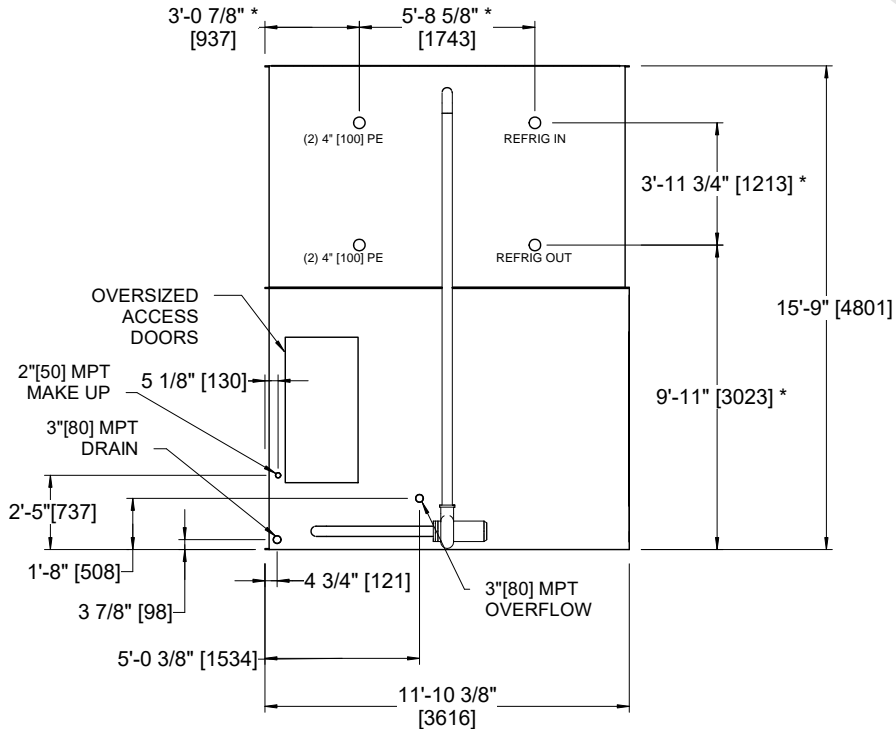 3'-0 7/8" *
[937]
5'-8 5/8" *
[1743]
(2) 4" [100] PE
REFRIG IN
3'-11 3/4" [1213] *
(2) 4" [100] PE
REFRIG OUT
OVERSIZED
ACCESS
DOORS
15'-9" [4801]
2"[50] MPT
MAKE UP
5 1/8" [130]
9'-11" [3023] *
3"[80] MPT
DRAIN
2'-5"[737]
1'-8" [508]
4 3/4" [121]
3"[80] MPT
OVERFLOW
3 7/8" [98]
5'-0 3/8" [1534]
11'-10 3/8"
[3616]